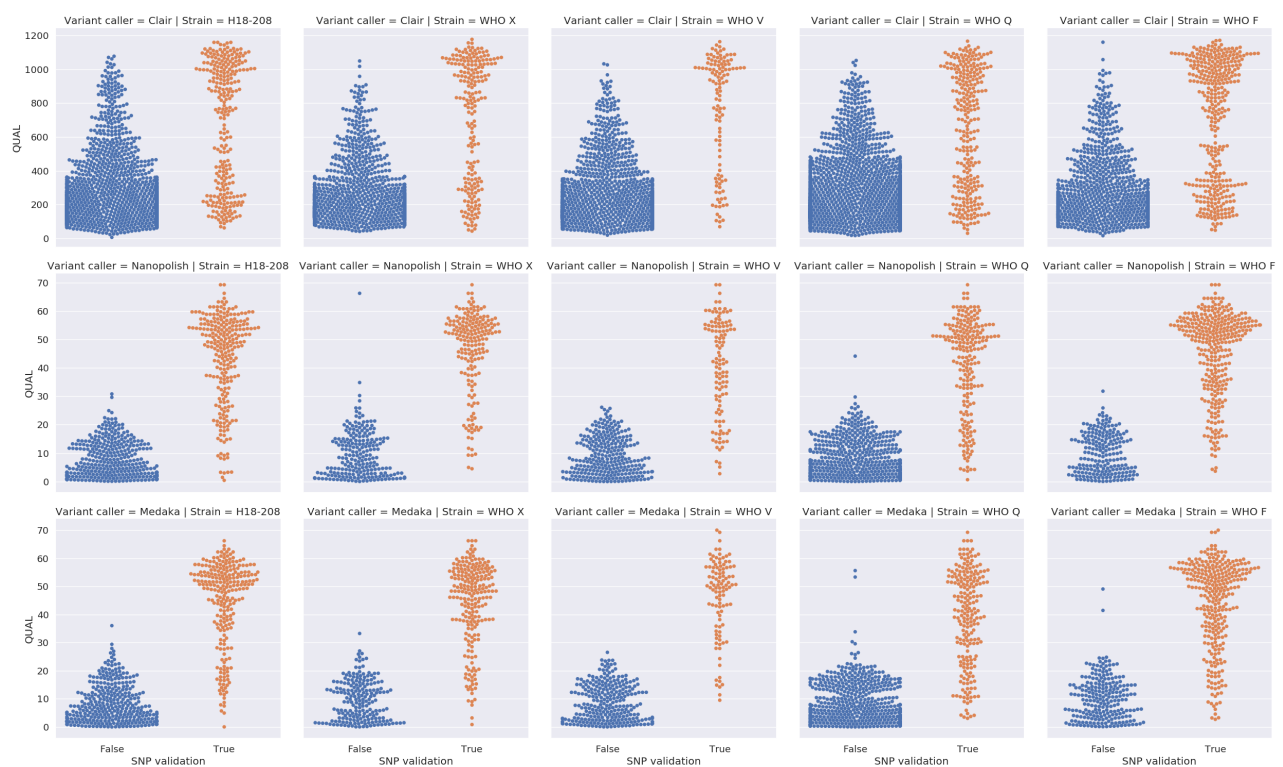 Variant caller = Clair | Strain = H18-208
Variant caller = Clair | Strain = WHO X
Variant caller = Clair | Strain = WHO V
Variant caller = Clair | Strain = WHO Q
Variant caller = Clair | Strain = WHO F
1200
1000
800
600
400
200
0
QUAL
Variant caller = Nanopolish | Strain = H18-208
Variant caller = Nanopolish | Strain = WHO X
Variant caller = Nanopolish | Strain = WHO V
Variant caller = Nanopolish | Strain = WHO Q
Variant caller = Nanopolish | Strain = WHO F
70
60
50
40
30
20
10
0
QUAL
Variant caller = Medaka | Strain = H18-208
Variant caller = Medaka | Strain = WHO X
Variant caller = Medaka | Strain = WHO V
Variant caller = Medaka | Strain = WHO Q
Variant caller = Medaka | Strain = WHO F
70
60
50
40
30
20
10
0
QUAL
False True
SNP validation
False True
SNP validation
False True
SNP validation
False True
SNP validation
False True
SNP validation